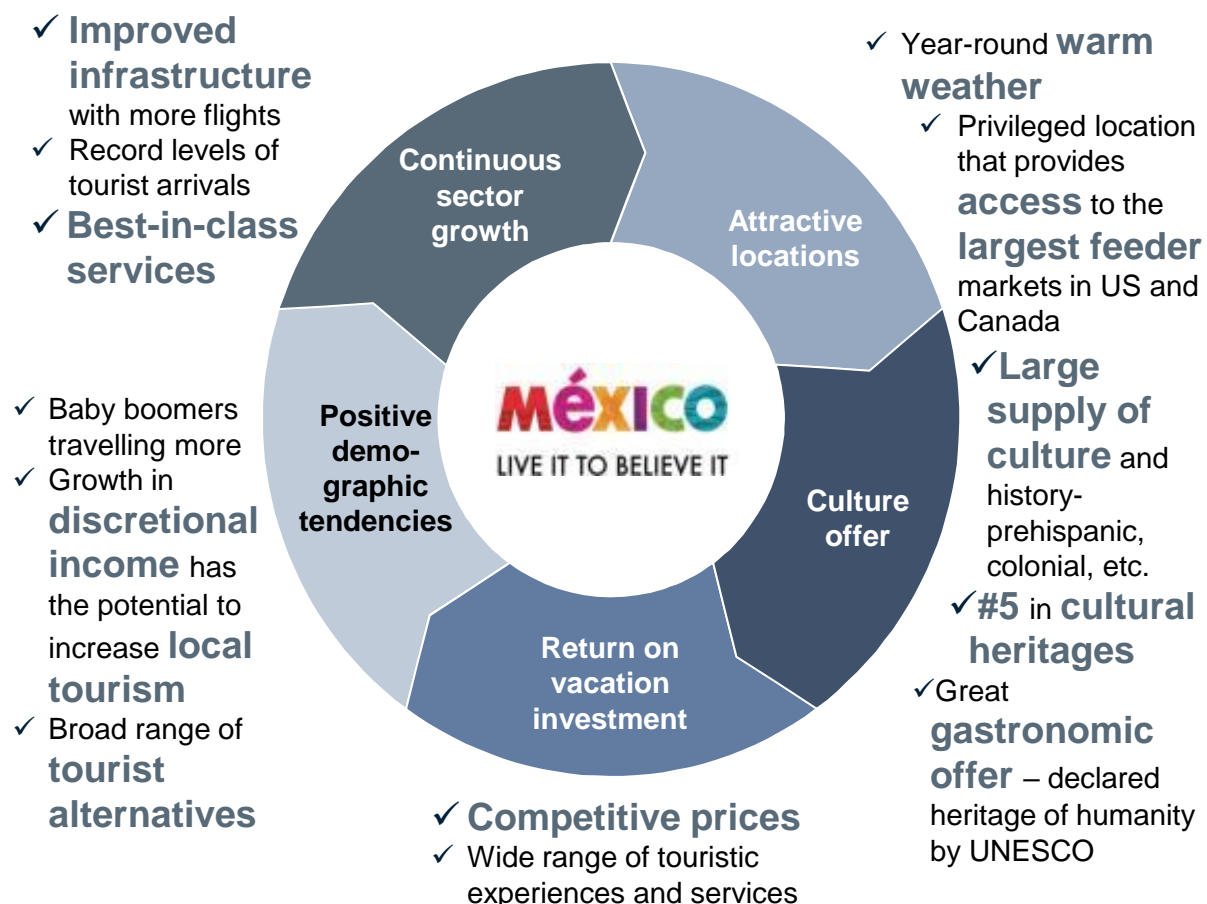 ✓ Improved
infrastructure
with more flights
✓ Record levels of
tourist arrivals
✓ Best-in-class
services
Continuous
sector
growth
✓ Year-round warm
weather
✓ Privileged location
that provides
access to the
largest feeder
markets in US and
Canada
Attractive
locations
✓ Large
supply of
culture and
history-
prehispanic,
colonial, etc.
✓ #5 in cultural
heritages
✓ Great
gastronomic
offer – declared
heritage of humanity
by UNESCO
Culture
offer
Return on
vacation
investment
✓ Competitive prices
✓ Wide range of touristic
experiences and services
Positive
demo-
graphic
tendencies
✓ Baby boomers
travelling more
✓ Growth in
discretional
income has
the potential to
increase local
tourism
✓ Broad range of
tourist
alternatives
México
LIVE IT TO BELIEVE IT